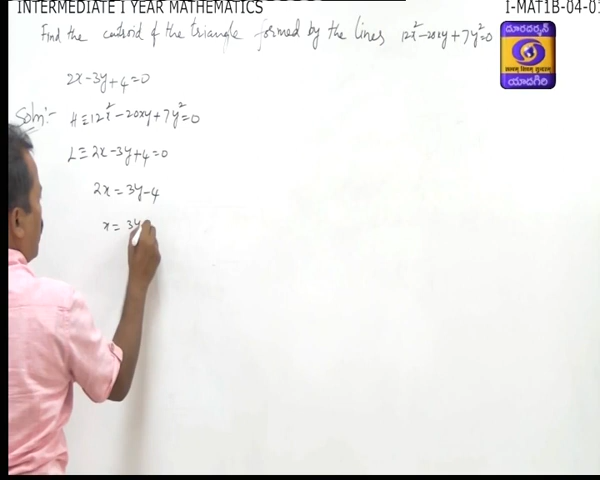 INTERMEDIATE I YEAR MATHEMATICS
I-MAT1B-04-01
Find the centroid of the triangle formed by the lines 12x²-20xy+7y²=0
దూరదర్శన్
యాదగిరి
2x-3y+4=0
Soln:-
H≡12x²-20xy+7y²=0
L≡2x-3y+4=0
2x=3y-4
x=3y